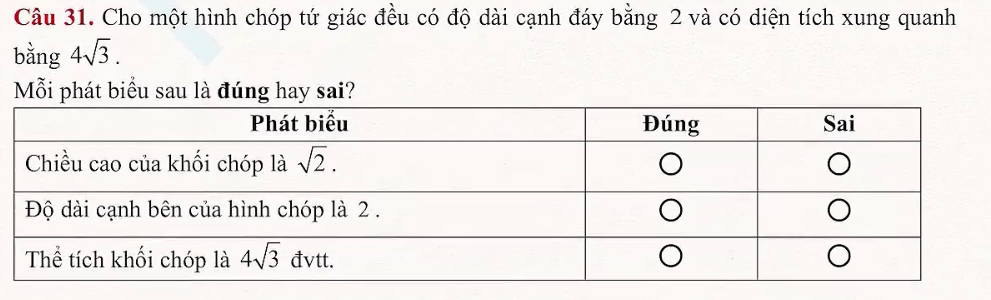 Câu 31. Cho một hình chóp tứ giác đều có độ dài cạnh đáy bằng 2 và có diện tích xung quanh
bằng 4√3.
Mỗi phát biểu sau là đúng hay sai?
Phát biểu Đúng Sai
Chiều cao của khối chóp là √2.
Độ dài cạnh bên của hình chóp là 2.
Thể tích khối chóp là 4√3 đvtt.